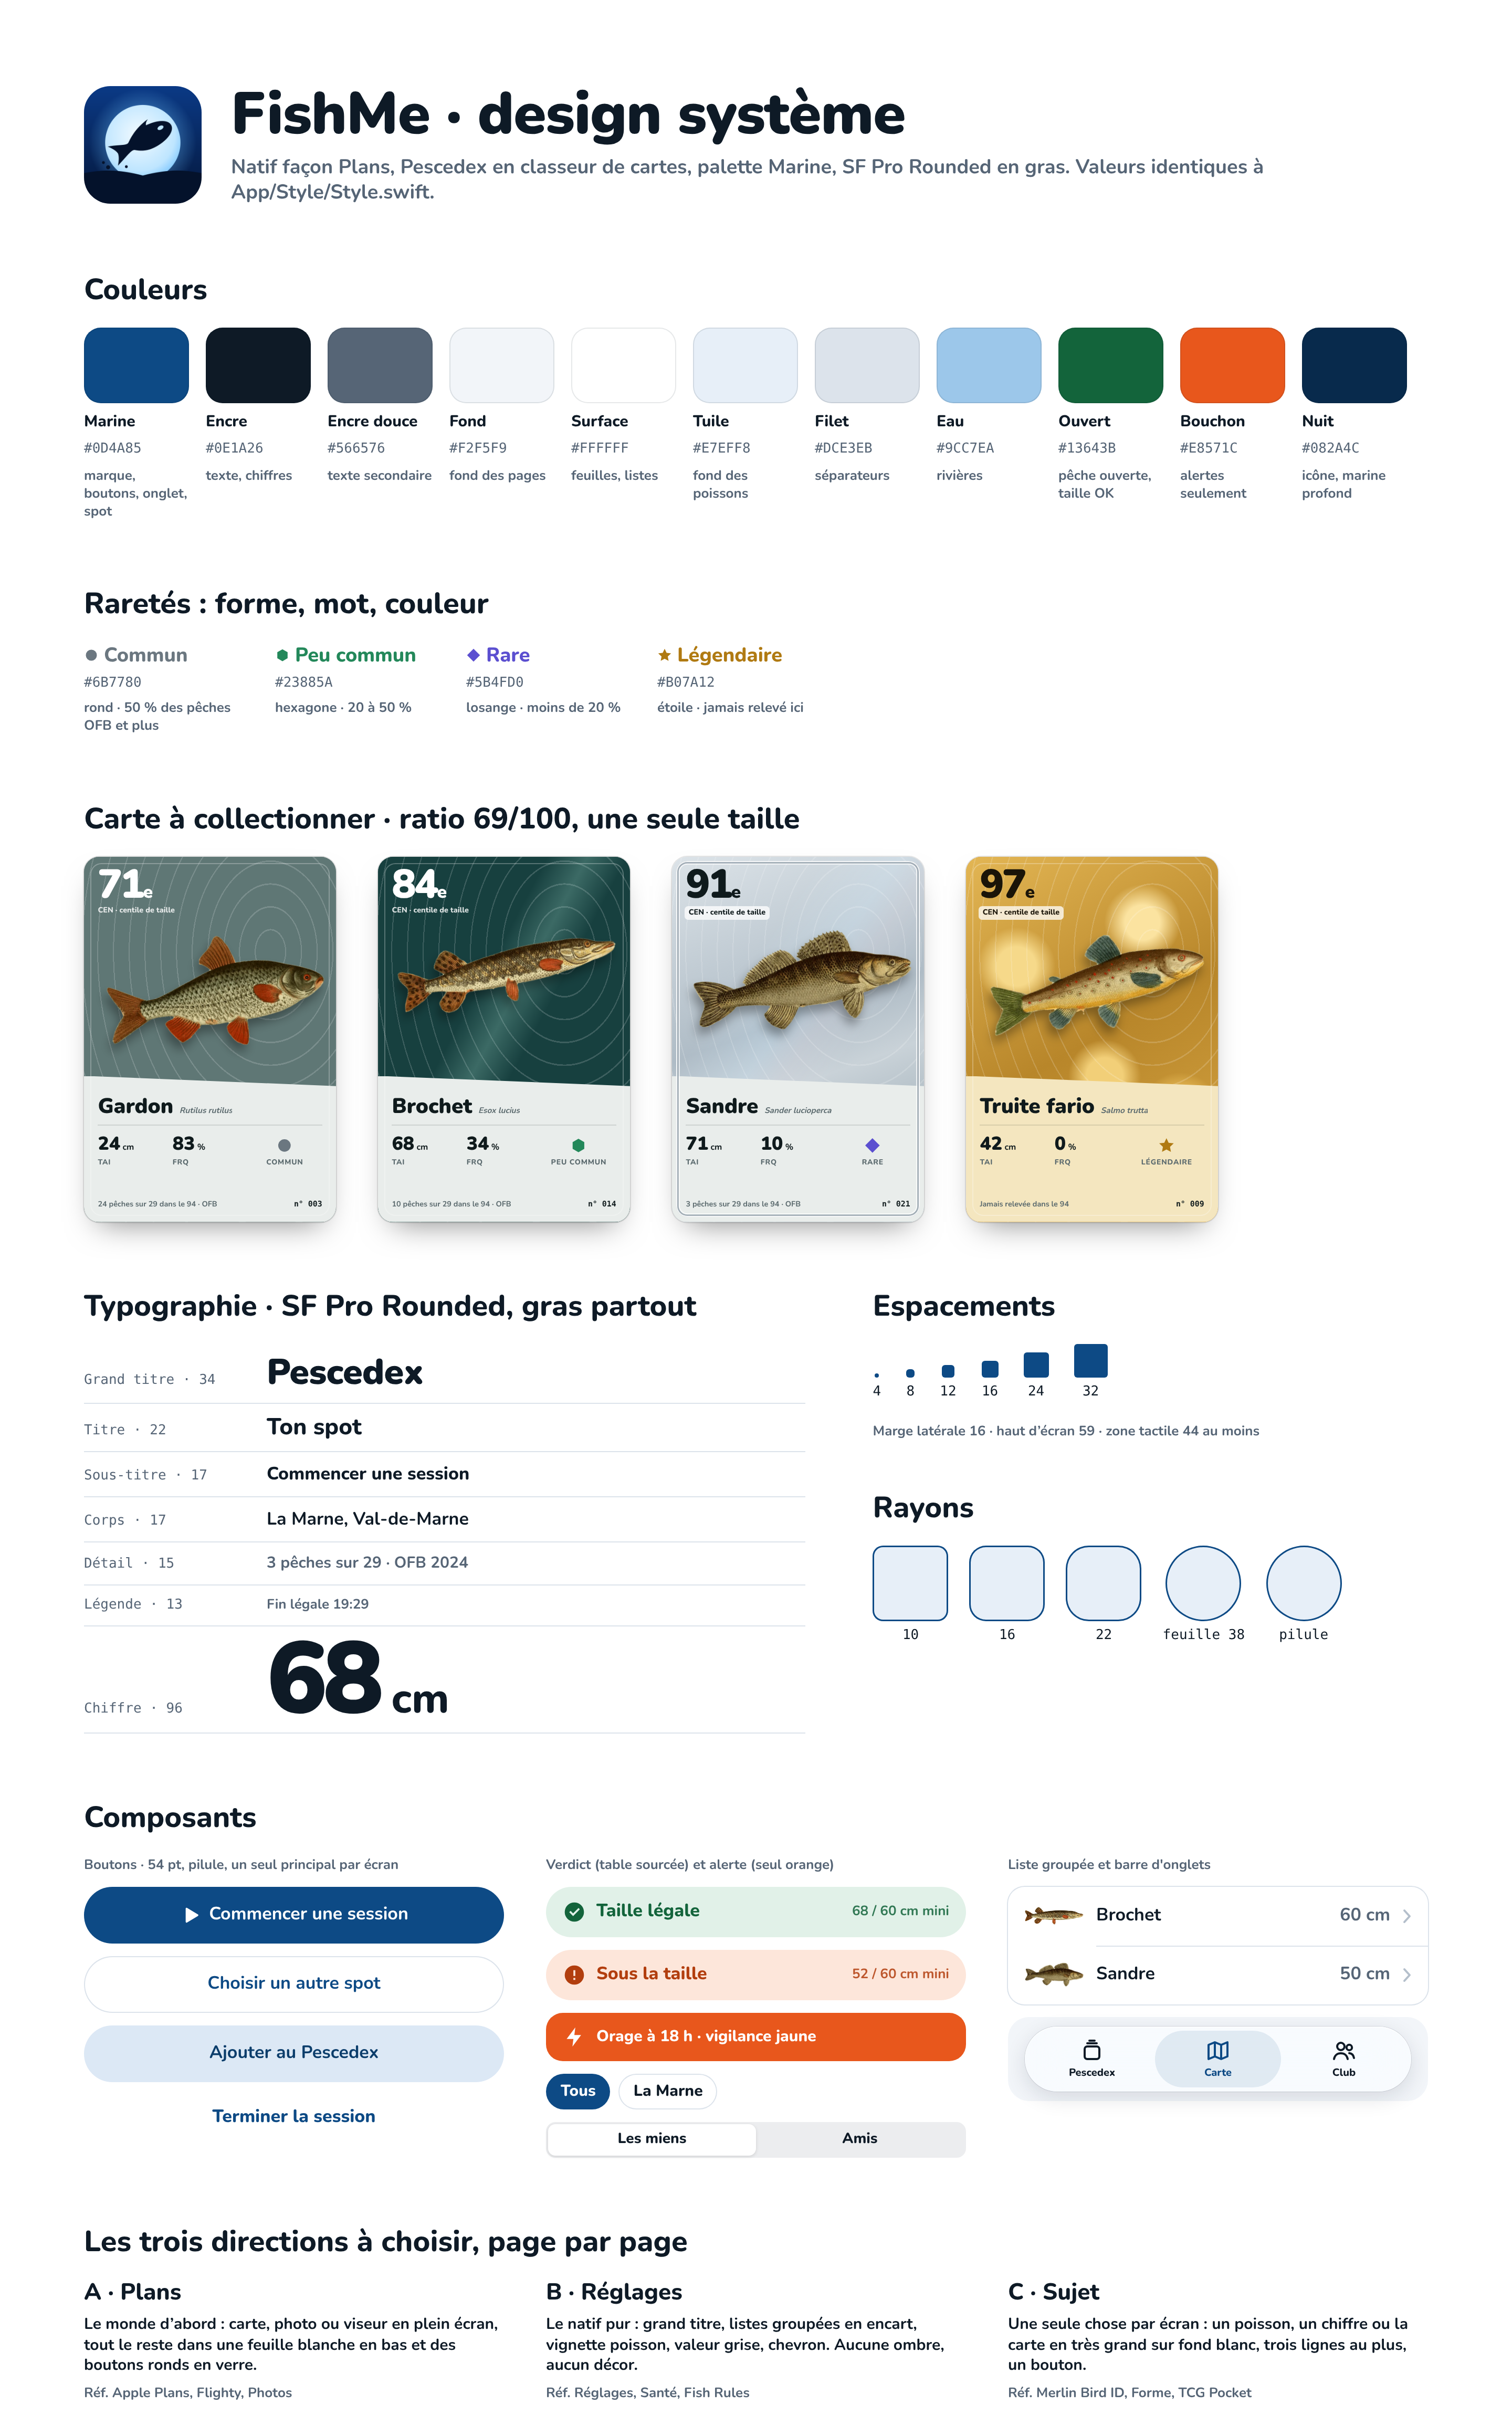 FishMe · design système
Natif façon Plans, Pescedex en classeur de cartes, palette Marine, SF Pro Rounded en gras. Valeurs identiques à
App/Style/Style.swift.
Couleurs
Marine
#0D4A85
marque,
boutons, onglet,
spot
Encre
#0E1A26
texte, chiffres
Encre douce
#566576
texte secondaire
Fond
#F2F5F9
fond des pages
Surface
#FFFFFF
feuilles, listes
Tuile
#E7EFF8
fond des
poissons
Filet
#DCE3EB
séparateurs
Eau
#9CC7EA
rivières
Ouvert
#13643B
pêche ouverte,
taille OK
Bouchon
#E8571C
alertes
seulement
Nuit
#082A4C
icône, marine
profond
Raretés : forme, mot, couleur
Commun
#6B7780
rond · 50 % des pêches
OFB et plus
Peu commun
#23885A
hexagone · 20 à 50 %
Rare
#5B4FD0
losange · moins de 20 %
Légendaire
#B07A12
étoile · jamais relevé ici
Carte à collectionner · ratio 69/100, une seule taille
71e
CEN · centile de taille
Gardon Rutilus rutilus
24 cm 83 %
TAI FRQ COMMUN
24 pêches sur 29 dans le 94 · OFB n° 003
84e
CEN · centile de taille
Brochet Esox lucius
68 cm 34 %
TAI FRQ PEU COMMUN
10 pêches sur 29 dans le 94 · OFB n° 014
91e
CEN · centile de taille
Sandre Sander lucioperca
71 cm 10 %
TAI FRQ RARE
3 pêches sur 29 dans le 94 · OFB n° 021
97e
CEN · centile de taille
Truite fario Salmo trutta
42 cm 0 %
TAI FRQ LÉGENDAIRE
Jamais relevée dans le 94 n° 009
Typographie · SF Pro Rounded, gras partout
Grand titre · 34 Pescedex
Titre · 22 Ton spot
Sous-titre · 17 Commencer une session
Corps · 17 La Marne, Val-de-Marne
Détail · 15 3 pêches sur 29 · OFB 2024
Légende · 13 Fin légale 19:29
Chiffre · 96 68 cm
Espacements
4 8 12 16 24 32
Marge latérale 16 · haut d’écran 59 · zone tactile 44 au moins
Rayons
10 16 22 feuille 38 pilule
Composants
Boutons · 54 pt, pilule, un seul principal par écran
Commencer une session
Choisir un autre spot
Ajouter au Pescedex
Terminer la session
Verdict (table sourcée) et alerte (seul orange)
Taille légale 68 / 60 cm mini
Sous la taille 52 / 60 cm mini
Orage à 18 h · vigilance jaune
Tous La Marne
Les miens Amis
Liste groupée et barre d'onglets
Brochet 60 cm
Sandre 50 cm
Pescedex Carte Club
Les trois directions à choisir, page par page
A · Plans
Le monde d’abord : carte, photo ou viseur en plein écran,
tout le reste dans une feuille blanche en bas et des
boutons ronds en verre.
Réf. Apple Plans, Flighty, Photos
B · Réglages
Le natif pur : grand titre, listes groupées en encart,
vignette poisson, valeur grise, chevron. Aucune ombre,
aucun décor.
Réf. Réglages, Santé, Fish Rules
C · Sujet
Une seule chose par écran : un poisson, un chiffre ou la
carte en très grand sur fond blanc, trois lignes au plus,
un bouton.
Réf. Merlin Bird ID, Forme, TCG Pocket